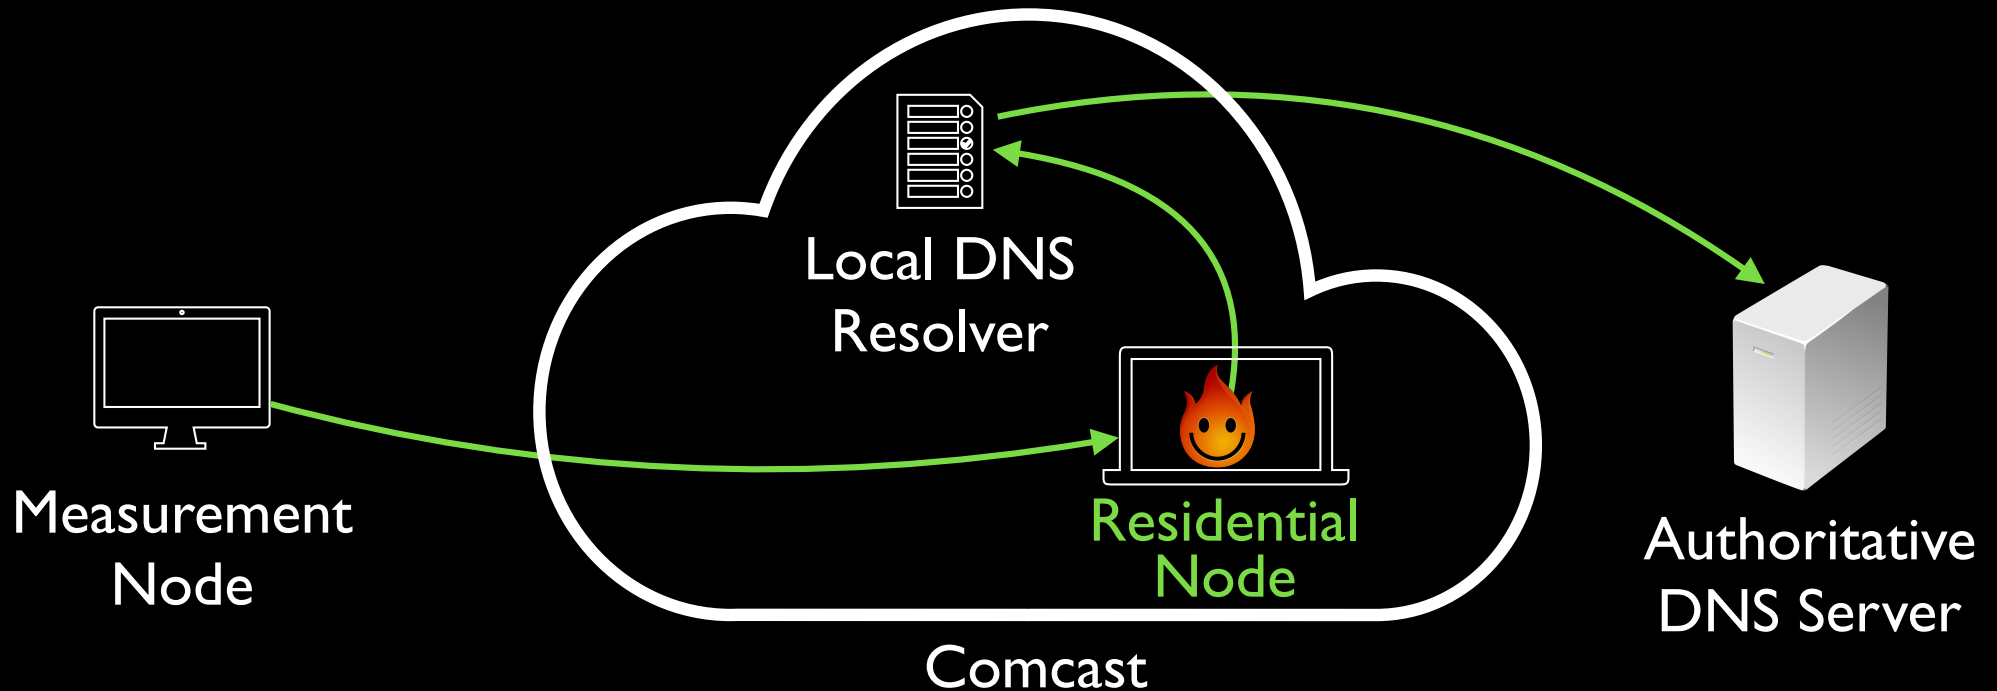 Local DNS
Resolver
Measurement
Node
Residential
Node
Authoritative
DNS Server
Comcast